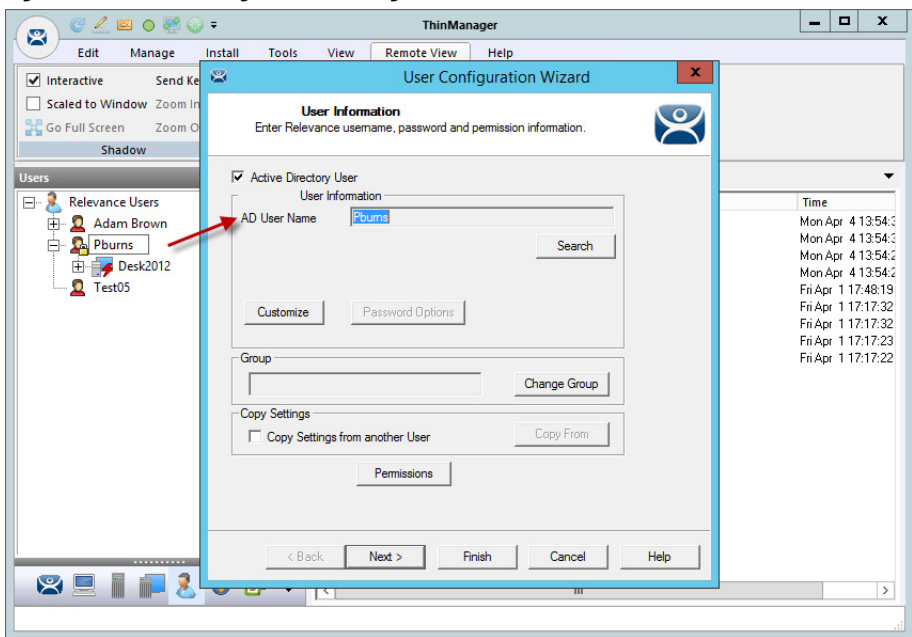 ThinManager
Edit Manage Install Tools View Remote View Help
Interactive Send Ke
Scaled to Window Zoom In
Go Full Screen Zoom O
Shadow
User Configuration Wizard
X
User Information
Enter Relevance username, password and permission information.
Active Directory User
User Information
AD User Name Pburns
Search
Customize Password Options
Group
Change Group
Copy Settings
Copy Settings from another User Copy From
Permissions
< Back Next > Finish Cancel Help
Users
Relevance Users
Adam Brown
Pburns
Desk2012
Test05
Time
Mon Apr 4 13:54:3
Mon Apr 4 13:54:3
Mon Apr 4 13:54:2
Mon Apr 4 13:54:2
Fri Apr 1 17:48:19
Fri Apr 1 17:17:32
Fri Apr 1 17:17:32
Fri Apr 1 17:17:23
Fri Apr 1 17:17:22